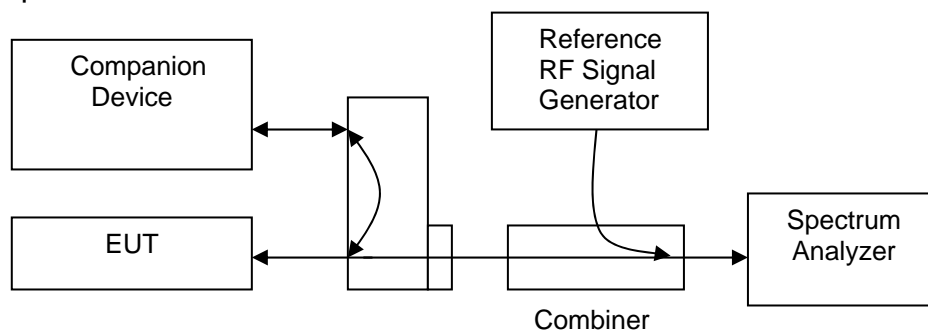 Companion
Device
Reference
RF Signal
Generator
EUT
Spectrum
Analyzer
Combiner